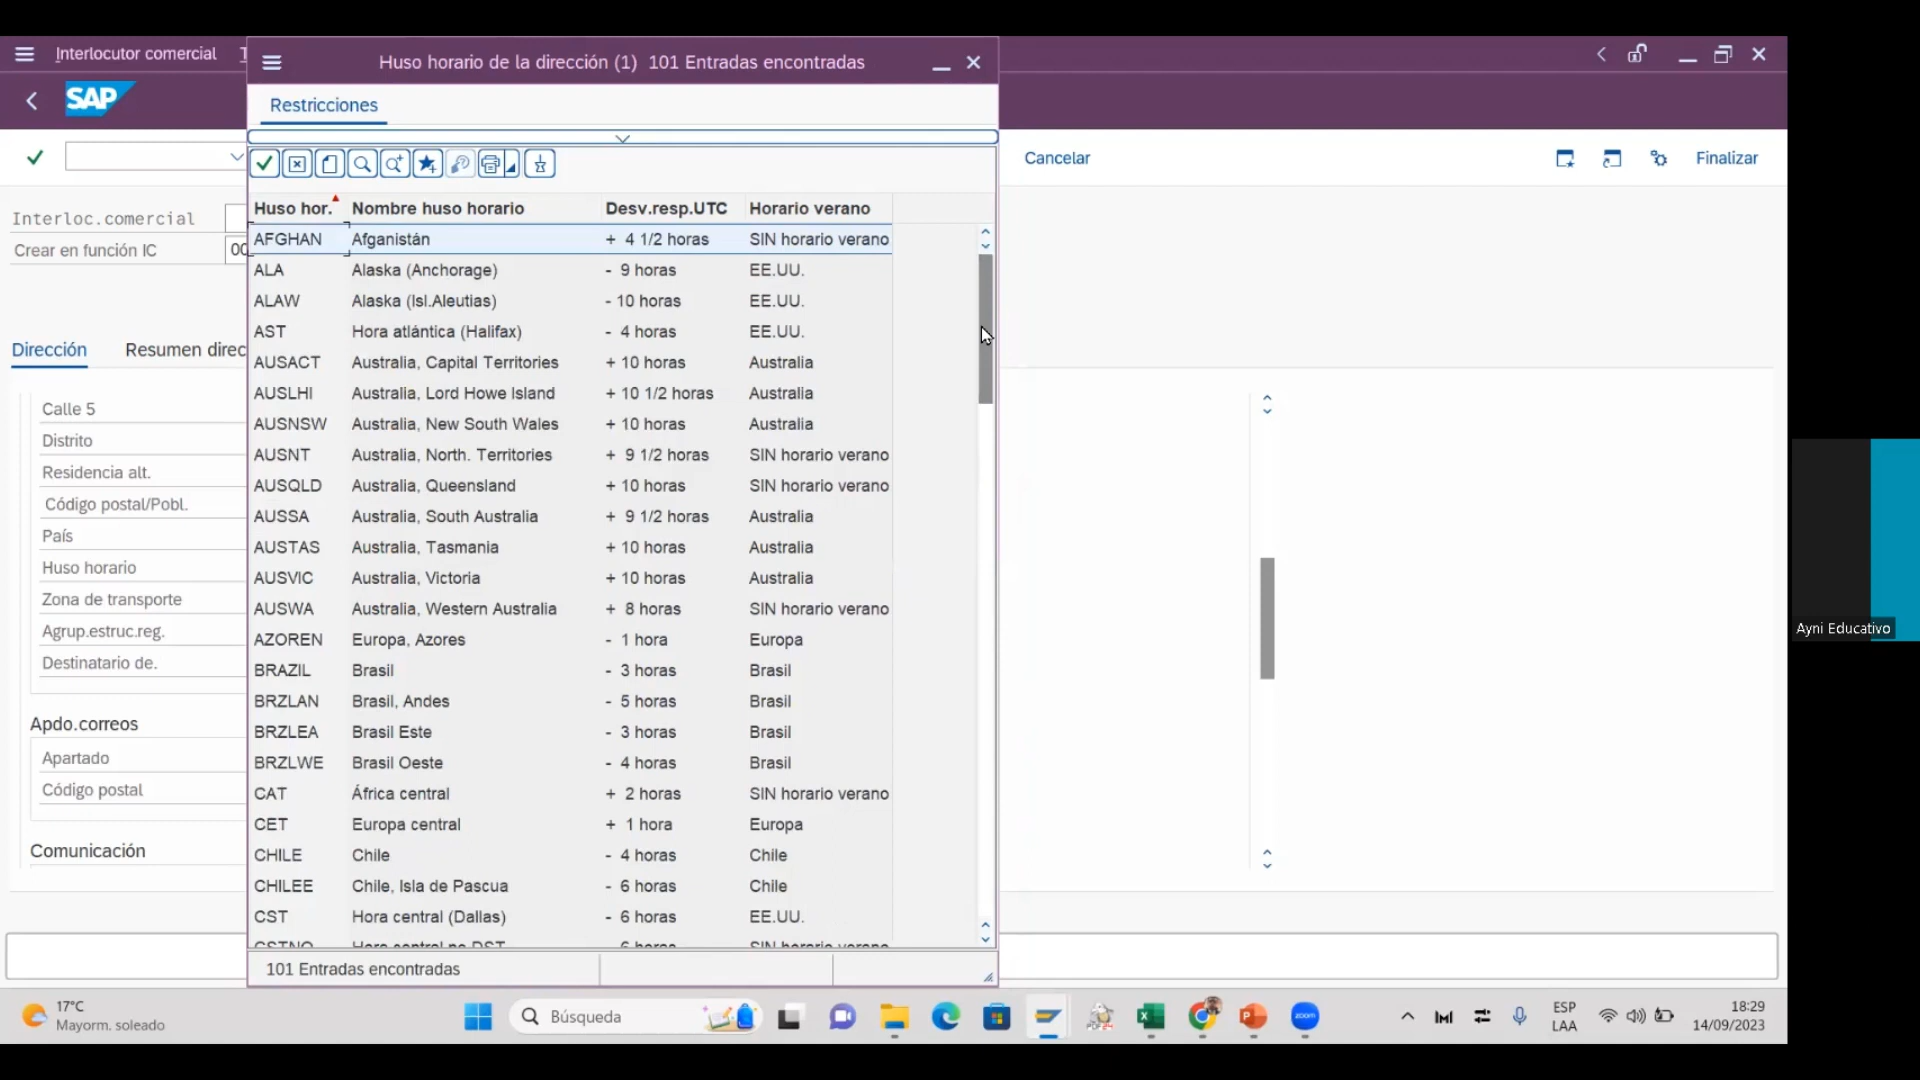 Interlocutor comercial
Huso horario de la dirección (1) 101 Entradas encontradas
SAP
Restricciones
Cancelar
Finalizar
Interloc.comercial
Crear en función IC 00
Dirección Resumen direc
Calle 5
Distrito
Residencia alt.
Código postal/Pobl.
País
Huso horario
Zona de transporte
Agrup.estruc.reg.
Destinatario de.
Apdo.correos
Apartado
Código postal
Comunicación
Huso hor. Nombre huso horario Desv.resp.UTC Horario verano
AFGHAN Afganistán + 4 1/2 horas SIN horario verano
ALA Alaska (Anchorage) - 9 horas EE.UU.
ALAW Alaska (Isl.Aleutias) - 10 horas EE.UU.
AST Hora atlántica (Halifax) - 4 horas EE.UU.
AUSACT Australia, Capital Territories + 10 horas Australia
AUSLHI Australia, Lord Howe Island + 10 1/2 horas Australia
AUSNSW Australia, New South Wales + 10 horas Australia
AUSNT Australia, North. Territories + 9 1/2 horas SIN horario verano
AUSQLD Australia, Queensland + 10 horas SIN horario verano
AUSSA Australia, South Australia + 9 1/2 horas Australia
AUSTAS Australia, Tasmania + 10 horas Australia
AUSVIC Australia, Victoria + 10 horas Australia
AUSWA Australia, Western Australia + 8 horas SIN horario verano
AZOREN Europa, Azores - 1 hora Europa
BRAZIL Brasil - 3 horas Brasil
BRZLAN Brasil, Andes - 5 horas Brasil
BRZLEA Brasil Este - 3 horas Brasil
BRZLWE Brasil Oeste - 4 horas Brasil
CAT África central + 2 horas SIN horario verano
CET Europa central + 1 hora Europa
CHILE Chile - 4 horas Chile
CHILEE Chile, Isla de Pascua - 6 horas Chile
CST Hora central (Dallas) - 6 horas EE.UU.
CSTNO Hora central no DST - 6 horas SIN horario verano
101 Entradas encontradas
Ayni Educativo
17°C
Mayorm. soleado
Búsqueda
zoom
ESP
LAA
18:29
14/09/2023